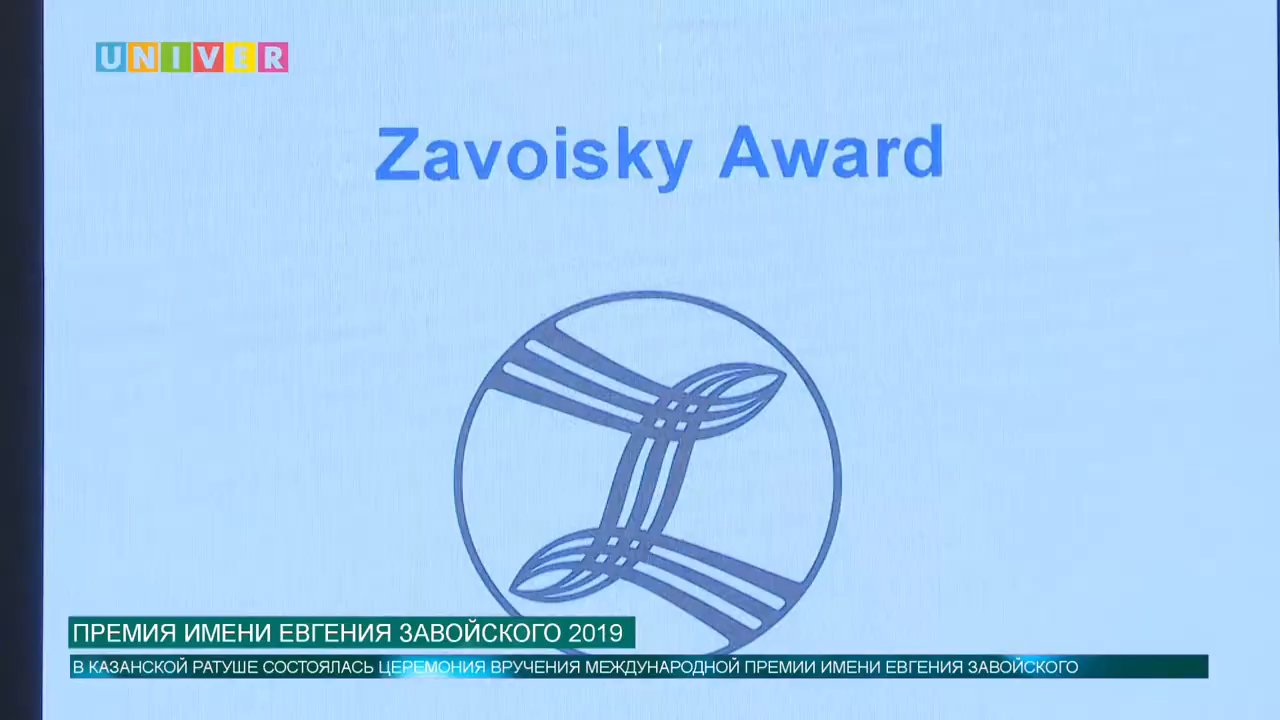 UNIVER
Zavoisky Award
ПРЕМИЯ ИМЕНИ ЕВГЕНИЯ ЗАВОЙСКОГО 2019
В КАЗАНСКОЙ РАТУШЕ СОСТОЯЛАСЬ ЦЕРЕМОНИЯ ВРУЧЕНИЯ МЕЖДУНАРОДНОЙ ПРЕМИИ ИМЕНИ ЕВГЕНИЯ ЗАВОЙСКОГО